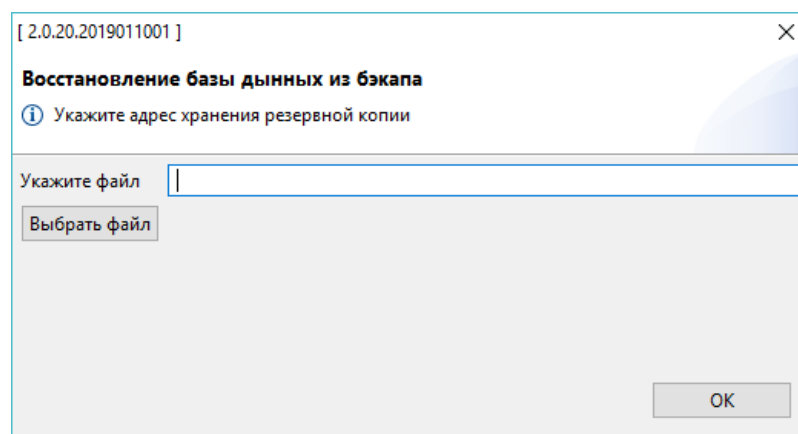 [ 2.0.20.2019011001 ]
Восстановление базы дынных из бэкапа
Укажите адрес хранения резервной копии
Укажите файл
Выбрать файл
OK